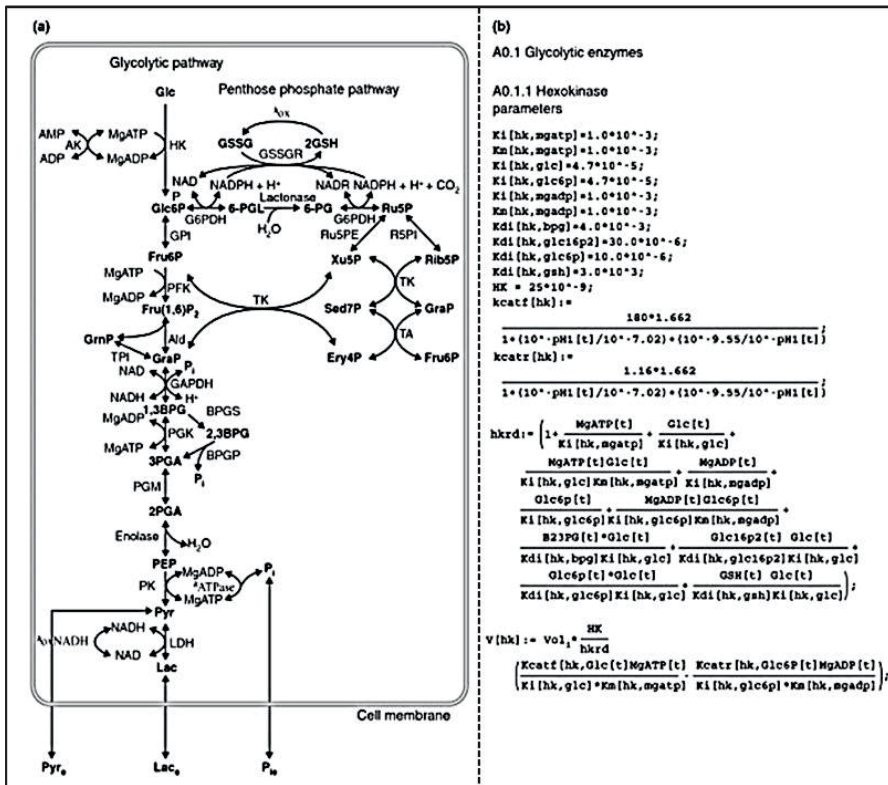 (a)
Glycolytic pathway
Glc
Penthose phosphate pathway
AMP
AK
ADP
MgATP
MgADP
HK
GSSG
kox
2GSH
GSSGR
NAD
P
NADPH + H+
NADR
NADPH + H+ + CO2
Glc6P
G6PDH
6-PGL
Lactonase
H2O
6-PG
G6PDH
Ru5P
GPI
Ru5PE
R5PI
Fru6P
Xu5P
Rib5P
MgATP
MgADP
PFK
TK
TK
Fru(1,6)P2
Sed7P
GraP
GrnP
Ald
TPI
GraP
TA
Ery4P
Fru6P
NAD
Pi
GAPDH
NADH
H+
1,3BPG
BPGS
MgADP
PGK
2,3BPG
MgATP
BPGP
3PGA
Pi
PGM
2PGA
Enolase
H2O
PEP
PK
MgADP
ATPase
MgATP
Pi
Pyr
koxNADH
NADH
NAD
LDH
Lac
Cell membrane
Pyre
Lace
Pie
(b)
A0.1 Glycolytic enzymes
A0.1.1 Hexokinase
parameters
Ki[hk,mgatp]=1.0*10^-3;
Km[hk,mgatp]=1.0*10^-3;
Ki[hk,glc]=4.7*10^-5;
Ki[hk,glc6p]=4.7*10^-5;
Ki[hk,mgadp]=1.0*10^-3;
Km[hk,mgadp]=1.0*10^-3;
Kdi[hk,bpg]=4.0*10^-3;
Kdi[hk,glc16p2]=30.0*10^-6;
Kdi[hk,glc6p]=10.0*10^-6;
Kdi[hk,gsh]=3.0*10^3;
HK = 25*10^-9;
kcatf[hk]:=
180*1.662
1+(10^-pH1[t]/10^-7.02)+(10^-9.55/10^-pH1[t]);
kcatr[hk]:=
1.16*1.662
1+(10^-pH1[t]/10^-7.02)+(10^-9.55/10^-pH1[t]);
hkrd:=(1+ MgATP[t]/Ki[hk,mgatp] + Glc[t]/Ki[hk,glc] +
MgATP[t]Glc[t]/Ki[hk,glc]Km[hk,mgatp] + MgADP[t]/Ki[hk,mgadp] +
Glc6p[t]/Ki[hk,glc6p] + MgADP[t]Glc6p[t]/Ki[hk,glc6p]Km[hk,mgadp] +
B23PG[t]*Glc[t]/Kdi[hk,bpg]Ki[hk,glc] + Glc16p2[t] Glc[t]/Kdi[hk,glc16p2]Ki[hk,glc] +
Glc6p[t]*Glc[t]/Kdi[hk,glc6p]Ki[hk,glc] + GSH[t] Glc[t]/Kdi[hk,gsh]Ki[hk,glc]);
V[hk]:= Vol1* HK/hkrd
(Kcatf[hk,Glc[t]MgATP[t]/Ki[hk,glc]*Km[hk,mgatp] - Kcatr[hk,Glc6P[t]MgADP[t]/Ki[hk,glc6p]*Km[hk,mgadp]);